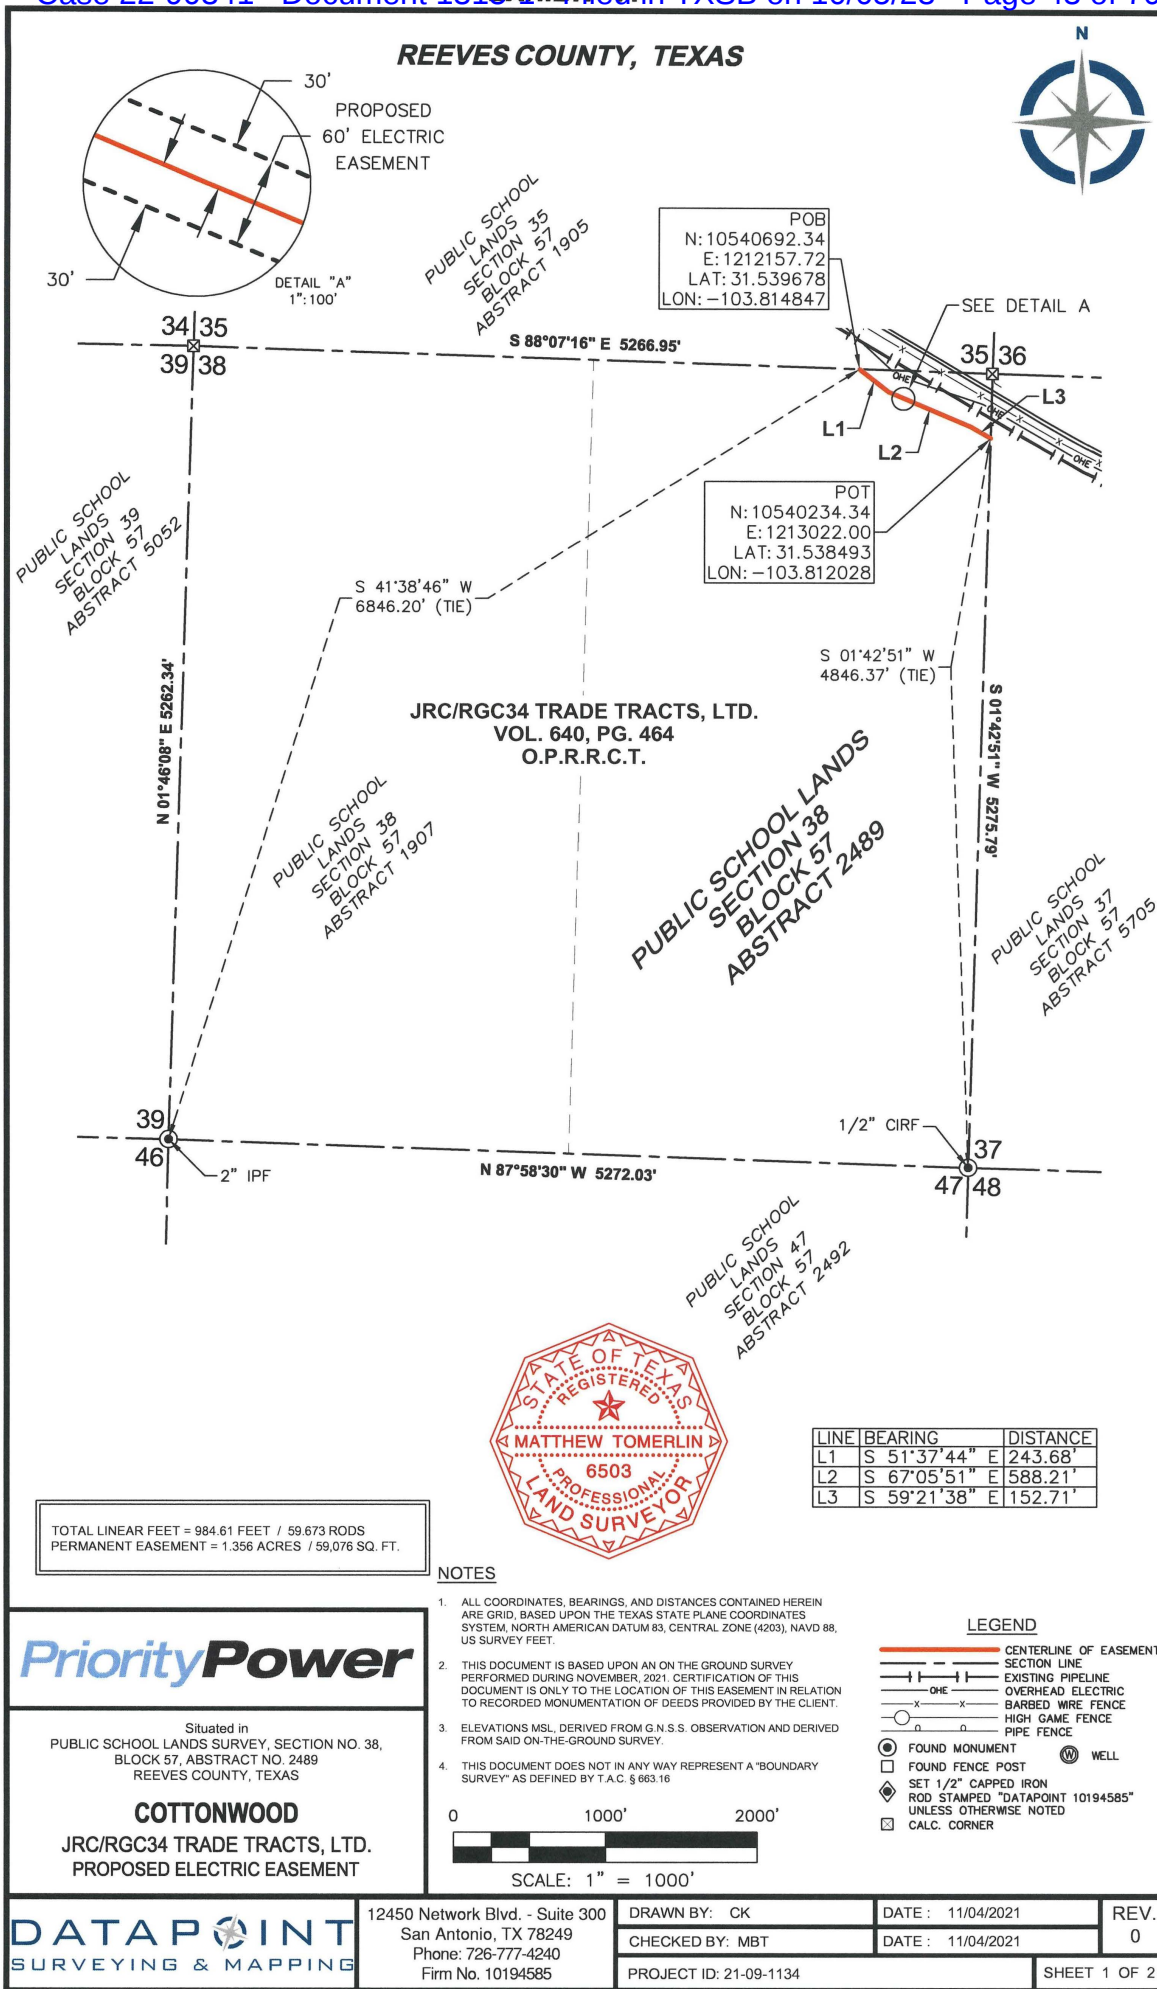 REEVES COUNTY, TEXAS
N
30'
PROPOSED
60' ELECTRIC
EASEMENT
30'
DETAIL "A"
1":100'
PUBLIC SCHOOL
LANDS
SECTION 35
BLOCK 57
ABSTRACT 1905
POB
N: 10540692.34
E: 1212157.72
LAT: 31.539678
LON: -103.814847
SEE DETAIL A
34 35
39 38
S 88°07'16" E 5266.95'
35 36
OHE
OHE
OHE
L1
L2
L3
POT
N: 10540234.34
E: 1213022.00
LAT: 31.538493
LON: -103.812028
PUBLIC SCHOOL
LANDS
SECTION 39
BLOCK 57
ABSTRACT 5052
S 41°38'46" W
6846.20' (TIE)
S 01°42'51" W
4846.37' (TIE)
N 01°46'08" E 5262.34'
S 01°42'51" W 5275.79'
JRC/RGC34 TRADE TRACTS, LTD.
VOL. 640, PG. 464
O.P.R.R.C.T.
PUBLIC SCHOOL
LANDS
SECTION 38
BLOCK 57
ABSTRACT 1907
PUBLIC SCHOOL LANDS
SECTION 38
BLOCK 57
ABSTRACT 2489
PUBLIC SCHOOL
LANDS
SECTION 37
BLOCK 57
ABSTRACT 5705
39
46
2" IPF
N 87°58'30" W 5272.03'
1/2" CIRF
37
47 48
PUBLIC SCHOOL
LANDS
SECTION 47
BLOCK 57
ABSTRACT 2492
STATE OF TEXAS
REGISTERED
MATTHEW TOMERLIN
6503
PROFESSIONAL
LAND SURVEYOR
LINE BEARING DISTANCE
L1 S 51°37'44" E 243.68'
L2 S 67°05'51" E 588.21'
L3 S 59°21'38" E 152.71'
TOTAL LINEAR FEET = 984.61 FEET / 59.673 RODS
PERMANENT EASEMENT = 1.356 ACRES / 59,076 SQ. FT.
NOTES
1. ALL COORDINATES, BEARINGS, AND DISTANCES CONTAINED HEREIN
ARE GRID, BASED UPON THE TEXAS STATE PLANE COORDINATES
SYSTEM, NORTH AMERICAN DATUM 83, CENTRAL ZONE (4203), NAVD 88,
US SURVEY FEET.
2. THIS DOCUMENT IS BASED UPON AN ON THE GROUND SURVEY
PERFORMED DURING NOVEMBER, 2021. CERTIFICATION OF THIS
DOCUMENT IS ONLY TO THE LOCATION OF THIS EASEMENT IN RELATION
TO RECORDED MONUMENTATION OF DEEDS PROVIDED BY THE CLIENT.
3. ELEVATIONS MSL, DERIVED FROM G.N.S.S. OBSERVATION AND DERIVED
FROM SAID ON-THE-GROUND SURVEY.
4. THIS DOCUMENT DOES NOT IN ANY WAY REPRESENT A "BOUNDARY
SURVEY" AS DEFINED BY T.A.C. § 663.16
LEGEND
CENTERLINE OF EASEMENT
SECTION LINE
EXISTING PIPELINE
OHE OVERHEAD ELECTRIC
BARBED WIRE FENCE
HIGH GAME FENCE
PIPE FENCE
FOUND MONUMENT
W WELL
FOUND FENCE POST
SET 1/2" CAPPED IRON
ROD STAMPED "DATAPOINT 10194585"
UNLESS OTHERWISE NOTED
CALC. CORNER
0 1000' 2000'
SCALE: 1" = 1000'
PriorityPower
Situated in
PUBLIC SCHOOL LANDS SURVEY, SECTION NO. 38,
BLOCK 57, ABSTRACT NO. 2489
REEVES COUNTY, TEXAS
COTTONWOOD
JRC/RGC34 TRADE TRACTS, LTD.
PROPOSED ELECTRIC EASEMENT
DATAPOINT
SURVEYING & MAPPING
12450 Network Blvd. - Suite 300
San Antonio, TX 78249
Phone: 726-777-4240
Firm No. 10194585
DRAWN BY: CK
DATE : 11/04/2021
REV.
0
CHECKED BY: MBT
DATE : 11/04/2021
PROJECT ID: 21-09-1134
SHEET 1 OF 2